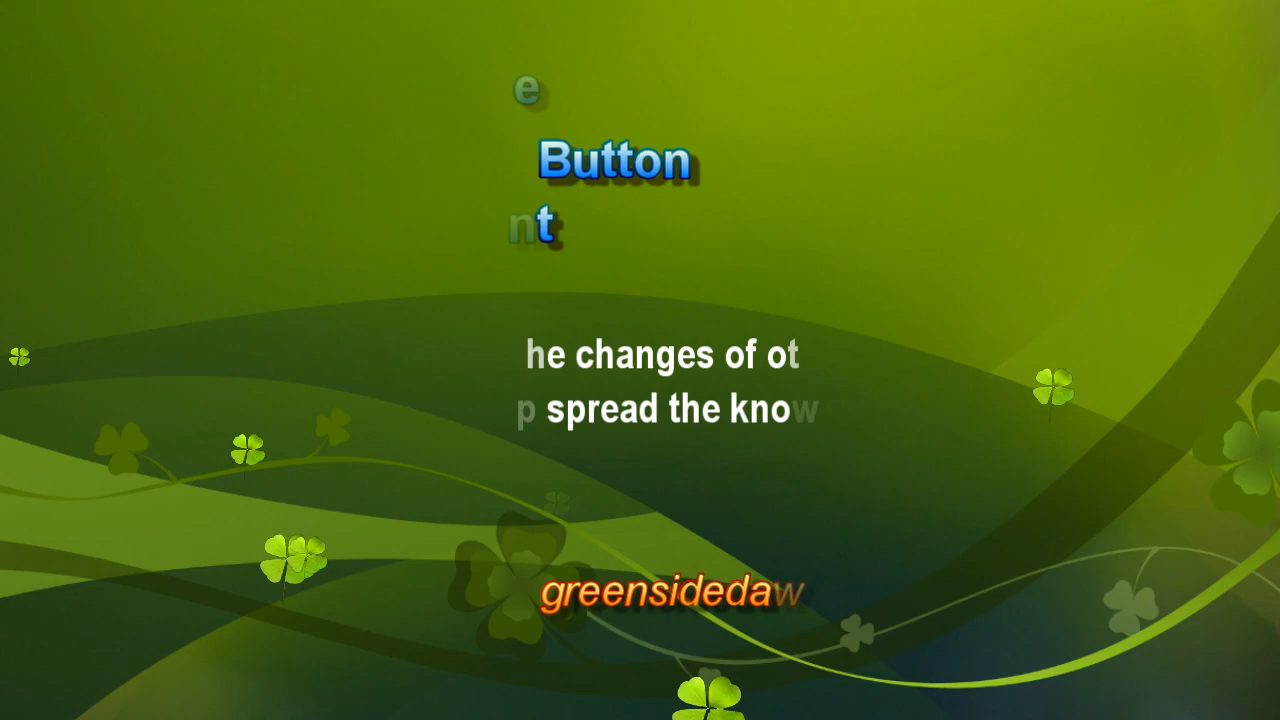 e
Button
nt
he changes of ot
p spread the know
greensidedaw